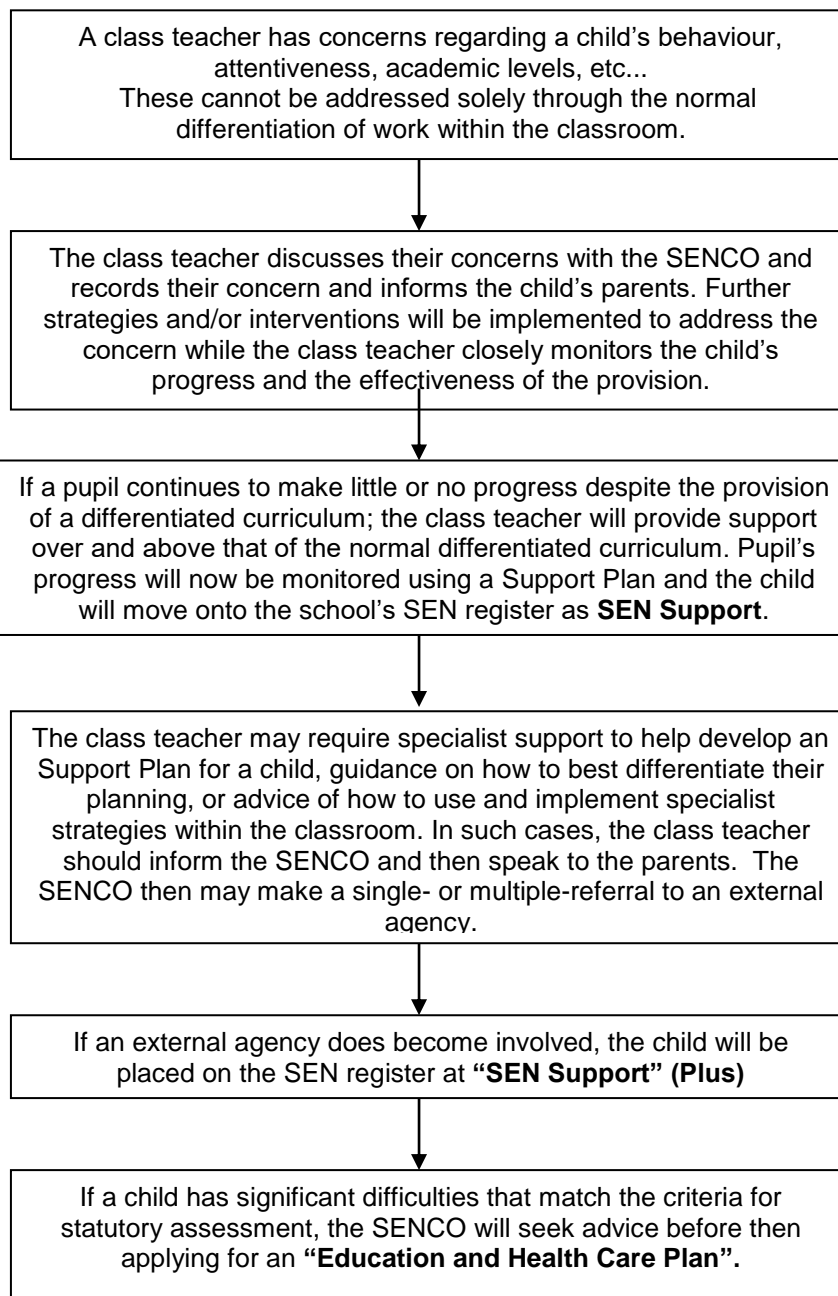 A class teacher has concerns regarding a child’s behaviour,
attentiveness, academic levels, etc...
These cannot be addressed solely through the normal
differentiation of work within the classroom.
The class teacher discusses their concerns with the SENCO and
records their concern and informs the child’s parents. Further
strategies and/or interventions will be implemented to address the
concern while the class teacher closely monitors the child’s
progress and the effectiveness of the provision.
If a pupil continues to make little or no progress despite the provision
of a differentiated curriculum; the class teacher will provide support
over and above that of the normal differentiated curriculum. Pupil’s
progress will now be monitored using a Support Plan and the child
will move onto the school’s SEN register as SEN Support.
The class teacher may require specialist support to help develop an
Support Plan for a child, guidance on how to best differentiate their
planning, or advice of how to use and implement specialist
strategies within the classroom. In such cases, the class teacher
should inform the SENCO and then speak to the parents.  The
SENCO then may make a single- or multiple-referral to an external
agency.
If an external agency does become involved, the child will be
placed on the SEN register at “SEN Support” (Plus)
If a child has significant difficulties that match the criteria for
statutory assessment, the SENCO will seek advice before then
applying for an “Education and Health Care Plan”.